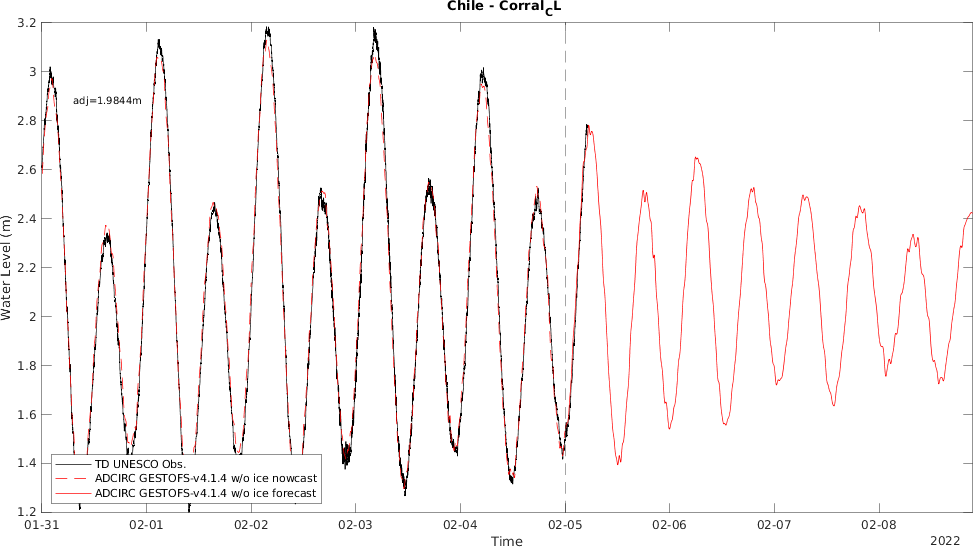 Chile - Corral_CL
3.2
3
adj=1.9844m
2.8
2.6
2.4
2.2
2
1.8
1.6
1.4
1.2
Water Level (m)
TD UNESCO Obs.
ADCIRC GESTOFS-v4.1.4 w/o ice nowcast
ADCIRC GESTOFS-v4.1.4 w/o ice forecast
01-31 02-01 02-02 02-03 02-04 02-05 02-06 02-07 02-08
Time
2022